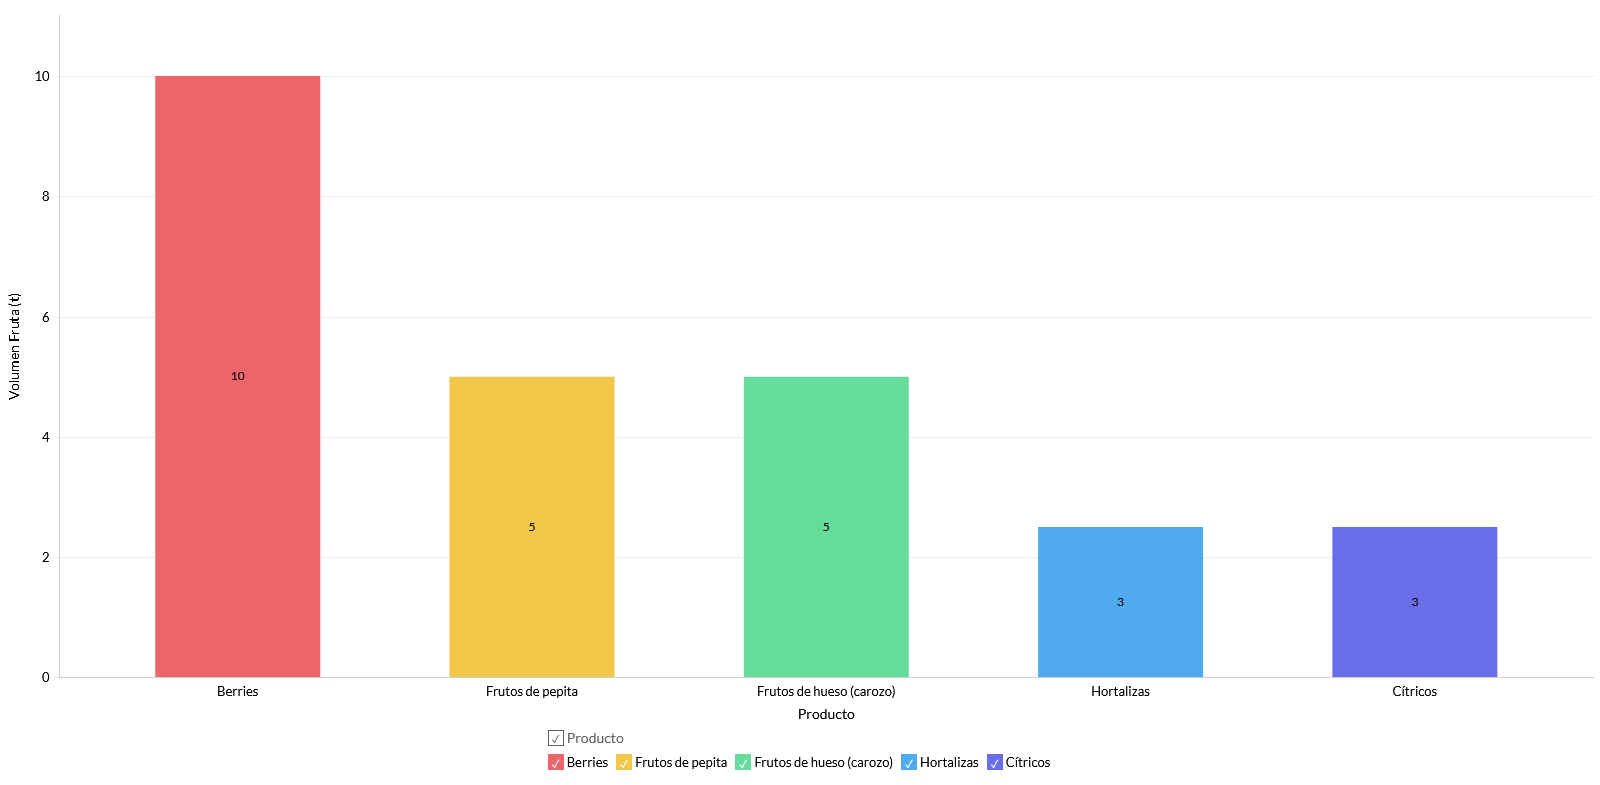 Volumen Fruta (t)
10
8
6
4
2
0
10
5
5
3
3
Berries
Frutos de pepita
Frutos de hueso (carozo)
Hortalizas
Cítricos
Producto
Producto
Berries Frutos de pepita Frutos de hueso (carozo) Hortalizas Cítricos